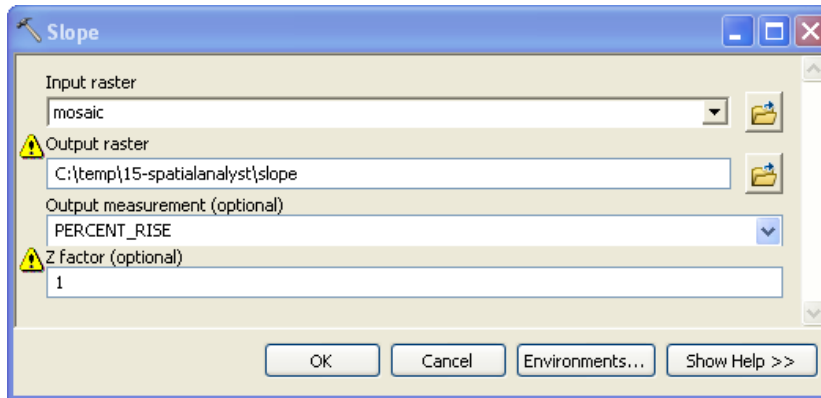 Slope
Input raster
mosaic
Output raster
C:\temp\15-spatialanalyst\slope
Output measurement (optional)
PERCENT_RISE
Z factor (optional)
1
OK Cancel Environments... Show Help >>